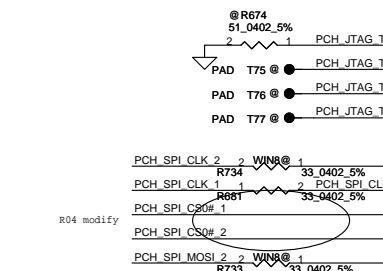 @ R674
51_0402_5%
2 1 PCH_JTAG_T
PAD T75 @ PCH_JTAG_T
PAD T76 @ PCH_JTAG_T
PAD T77 @ PCH_JTAG_T
PCH_SPI_CLK_2 2 WIN8@ 1
R734 33_0402_5%
PCH_SPI_CLK_1 1 2 PCH_SPI_CL
R681 33_0402_5%
PCH_SPI_CS0#_1
R04 modify
PCH_SPI_CS0#_2
PCH_SPI_MOSI_2 2 WIN8@ 1
R733 33_0402_5%